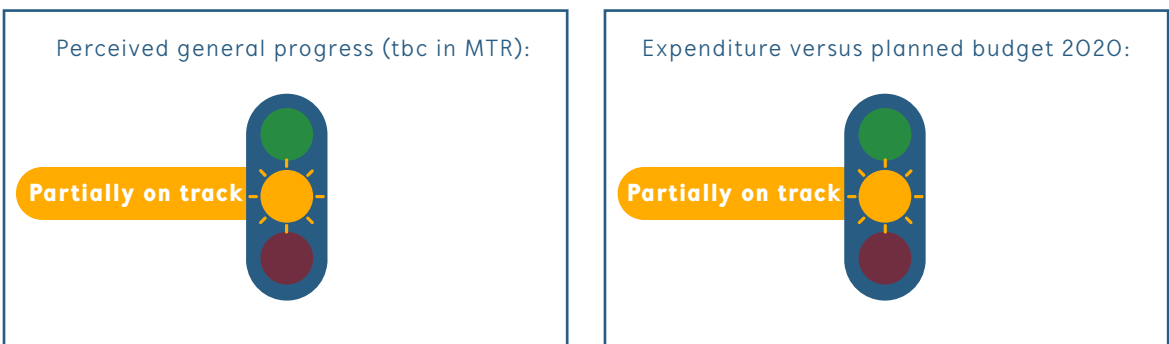 Perceived general progress (tbc in MTR):
Partially on track
Expenditure versus planned budget 2020:
Partially on track